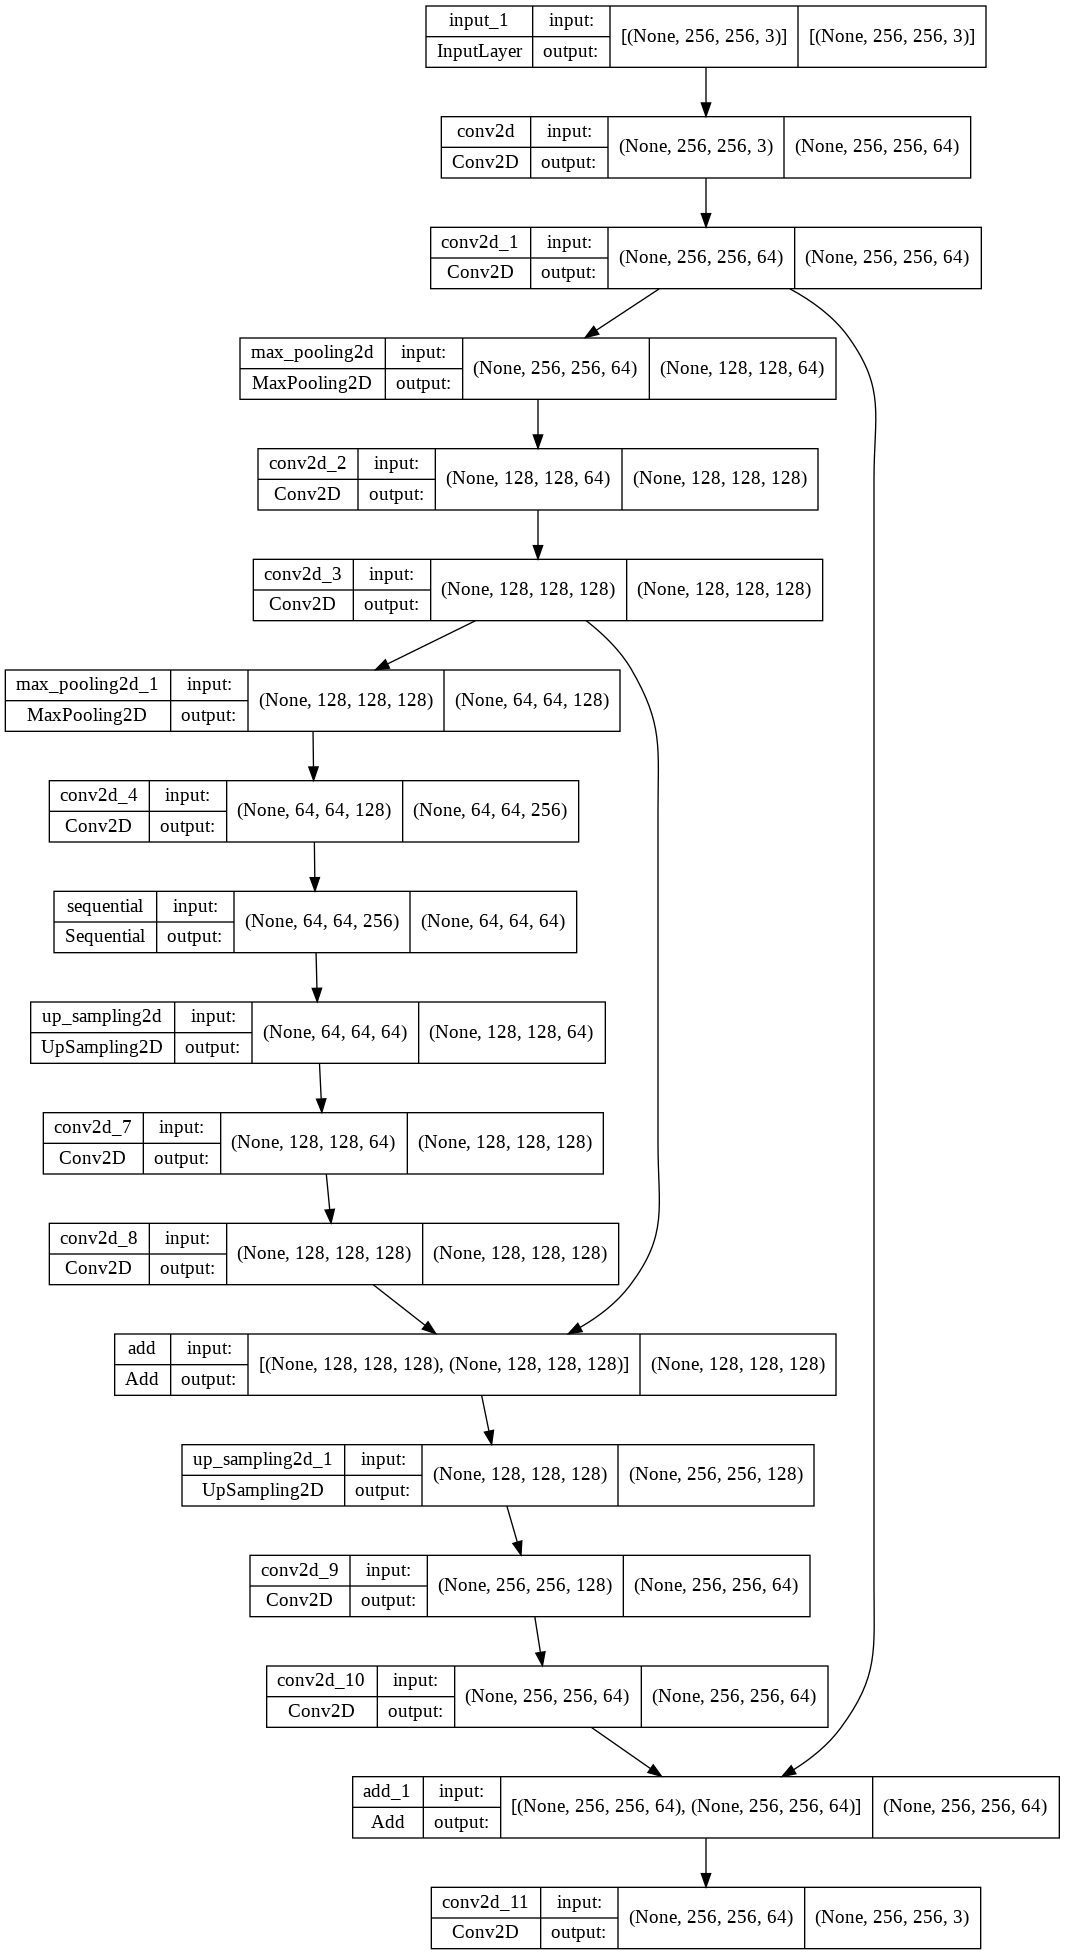 input_1 input: [(None, 256, 256, 3)] [(None, 256, 256, 3)]
InputLayer output:
conv2d input: (None, 256, 256, 3) (None, 256, 256, 64)
Conv2D output:
conv2d_1 input: (None, 256, 256, 64) (None, 256, 256, 64)
Conv2D output:
max_pooling2d input: (None, 256, 256, 64) (None, 128, 128, 64)
MaxPooling2D output:
conv2d_2 input: (None, 128, 128, 64) (None, 128, 128, 128)
Conv2D output:
conv2d_3 input: (None, 128, 128, 128) (None, 128, 128, 128)
Conv2D output:
max_pooling2d_1 input: (None, 128, 128, 128) (None, 64, 64, 128)
MaxPooling2D output:
conv2d_4 input: (None, 64, 64, 128) (None, 64, 64, 256)
Conv2D output:
sequential input: (None, 64, 64, 256) (None, 64, 64, 64)
Sequential output:
up_sampling2d input: (None, 64, 64, 64) (None, 128, 128, 64)
UpSampling2D output:
conv2d_7 input: (None, 128, 128, 64) (None, 128, 128, 128)
Conv2D output:
conv2d_8 input: (None, 128, 128, 128) (None, 128, 128, 128)
Conv2D output:
add input: [(None, 128, 128, 128), (None, 128, 128, 128)] (None, 128, 128, 128)
Add output:
up_sampling2d_1 input: (None, 128, 128, 128) (None, 256, 256, 128)
UpSampling2D output:
conv2d_9 input: (None, 256, 256, 128) (None, 256, 256, 64)
Conv2D output:
conv2d_10 input: (None, 256, 256, 64) (None, 256, 256, 64)
Conv2D output:
add_1 input: [(None, 256, 256, 64), (None, 256, 256, 64)] (None, 256, 256, 64)
Add output:
conv2d_11 input: (None, 256, 256, 64) (None, 256, 256, 3)
Conv2D output: